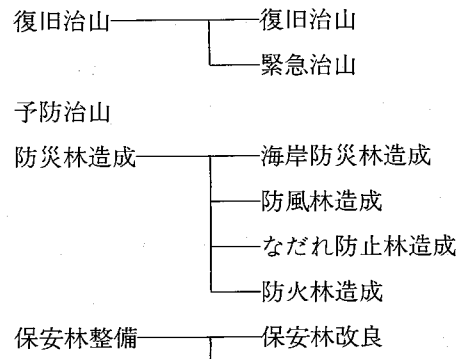 復旧治山 復旧治山
緊急治山
予防治山
防災林造成 海岸防災林造成
防風林造成
なだれ防止林造成
防火林造成
保安林整備 保安林改良